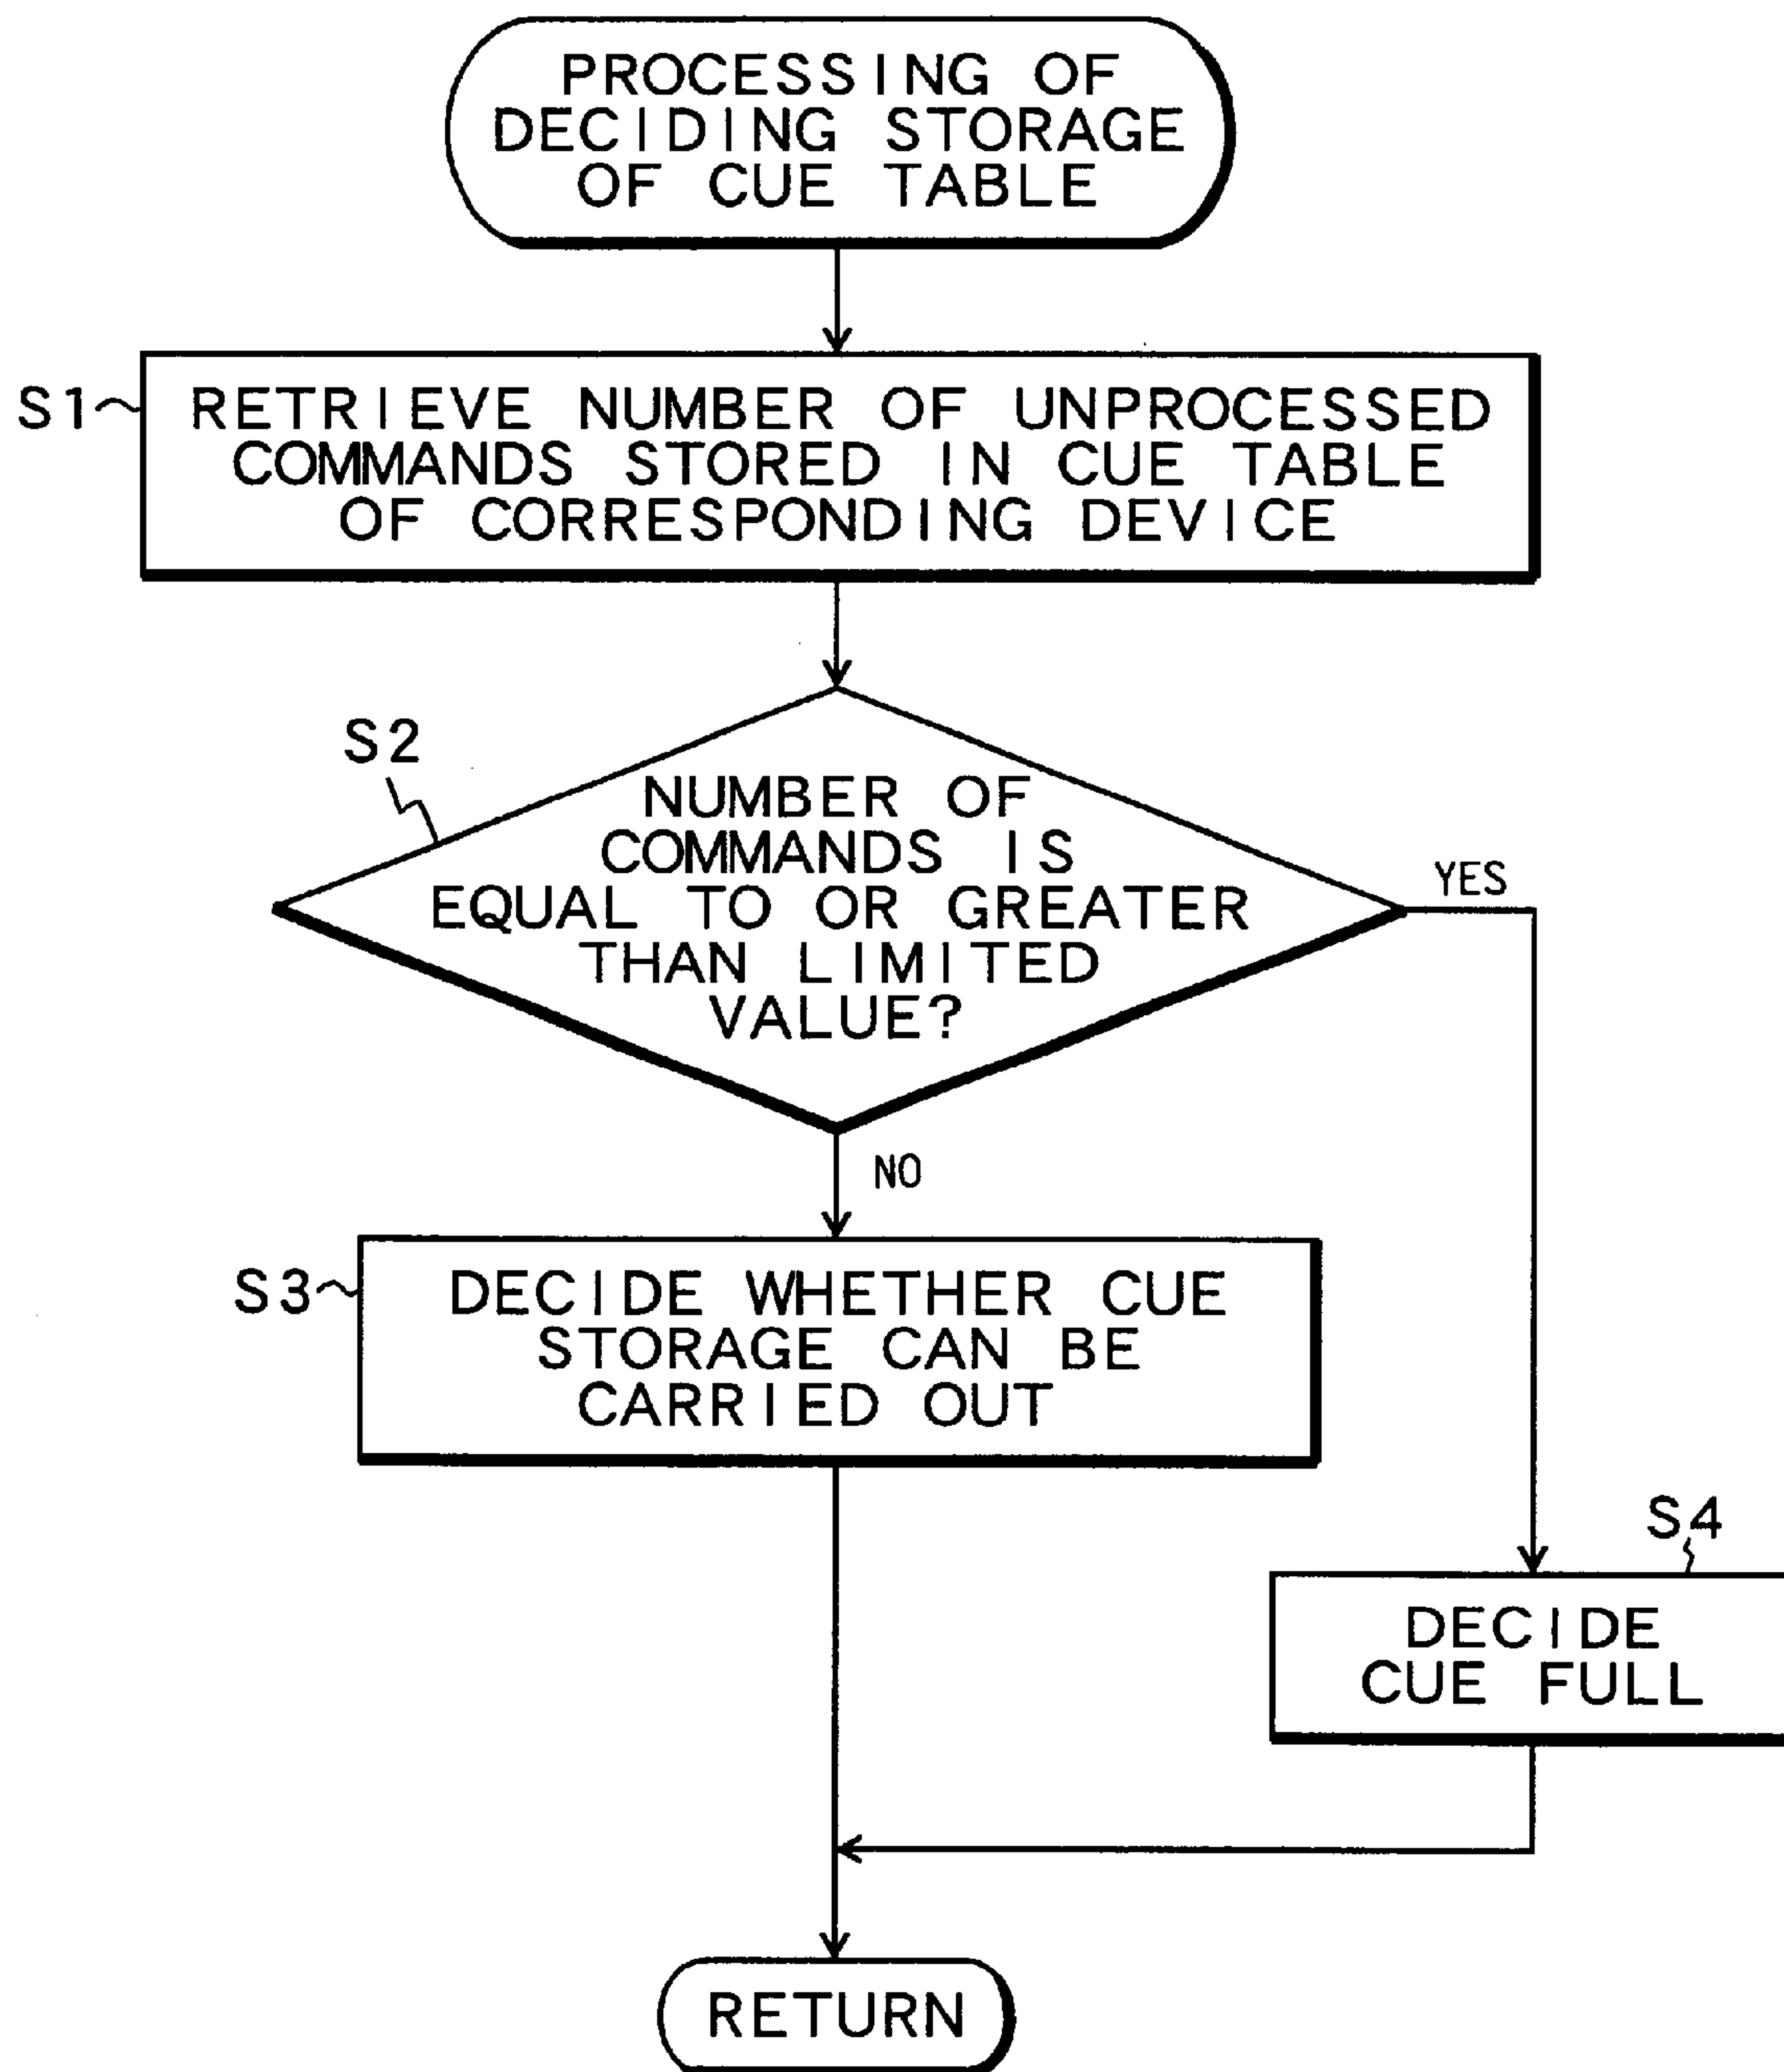 PROCESSING OF
DECIDING STORAGE
OF CUE TABLE
S1
RETRIEVE NUMBER OF UNPROCESSED
COMMANDS STORED IN CUE TABLE
OF CORRESPONDING DEVICE
S2
NUMBER OF
COMMANDS IS
EQUAL TO OR GREATER
THAN LIMITED
VALUE?
YES
NO
S3
DECIDE WHETHER CUE
STORAGE CAN BE
CARRIED OUT
S4
DECIDE
CUE FULL
RETURN